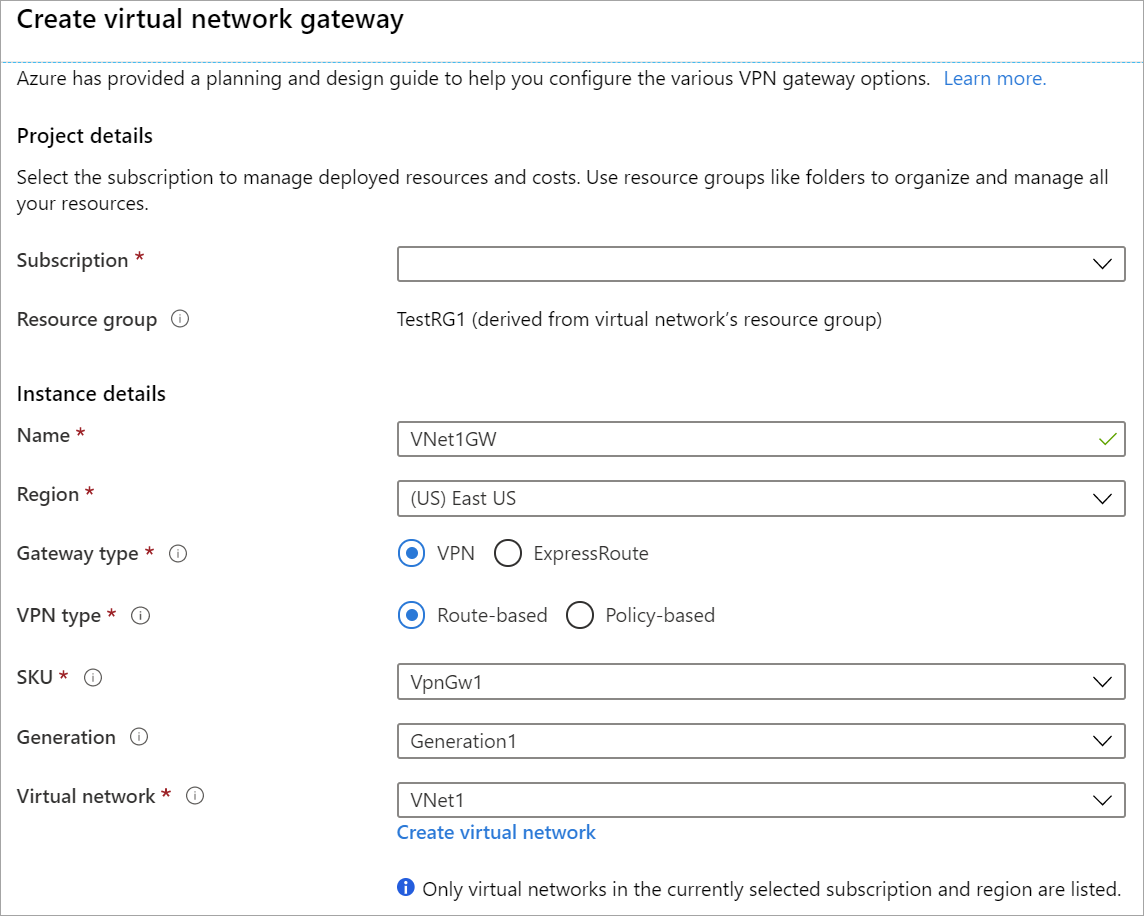 Create virtual network gateway
Azure has provided a planning and design guide to help you configure the various VPN gateway options. Learn more.
Project details
Select the subscription to manage deployed resources and costs. Use resource groups like folders to organize and manage all
your resources.
Subscription *
Resource group TestRG1 (derived from virtual network’s resource group)
Instance details
Name * VNet1GW
Region * (US) East US
Gateway type * VPN ExpressRoute
VPN type * Route-based Policy-based
SKU * VpnGw1
Generation Generation1
Virtual network * VNet1
Create virtual network
Only virtual networks in the currently selected subscription and region are listed.